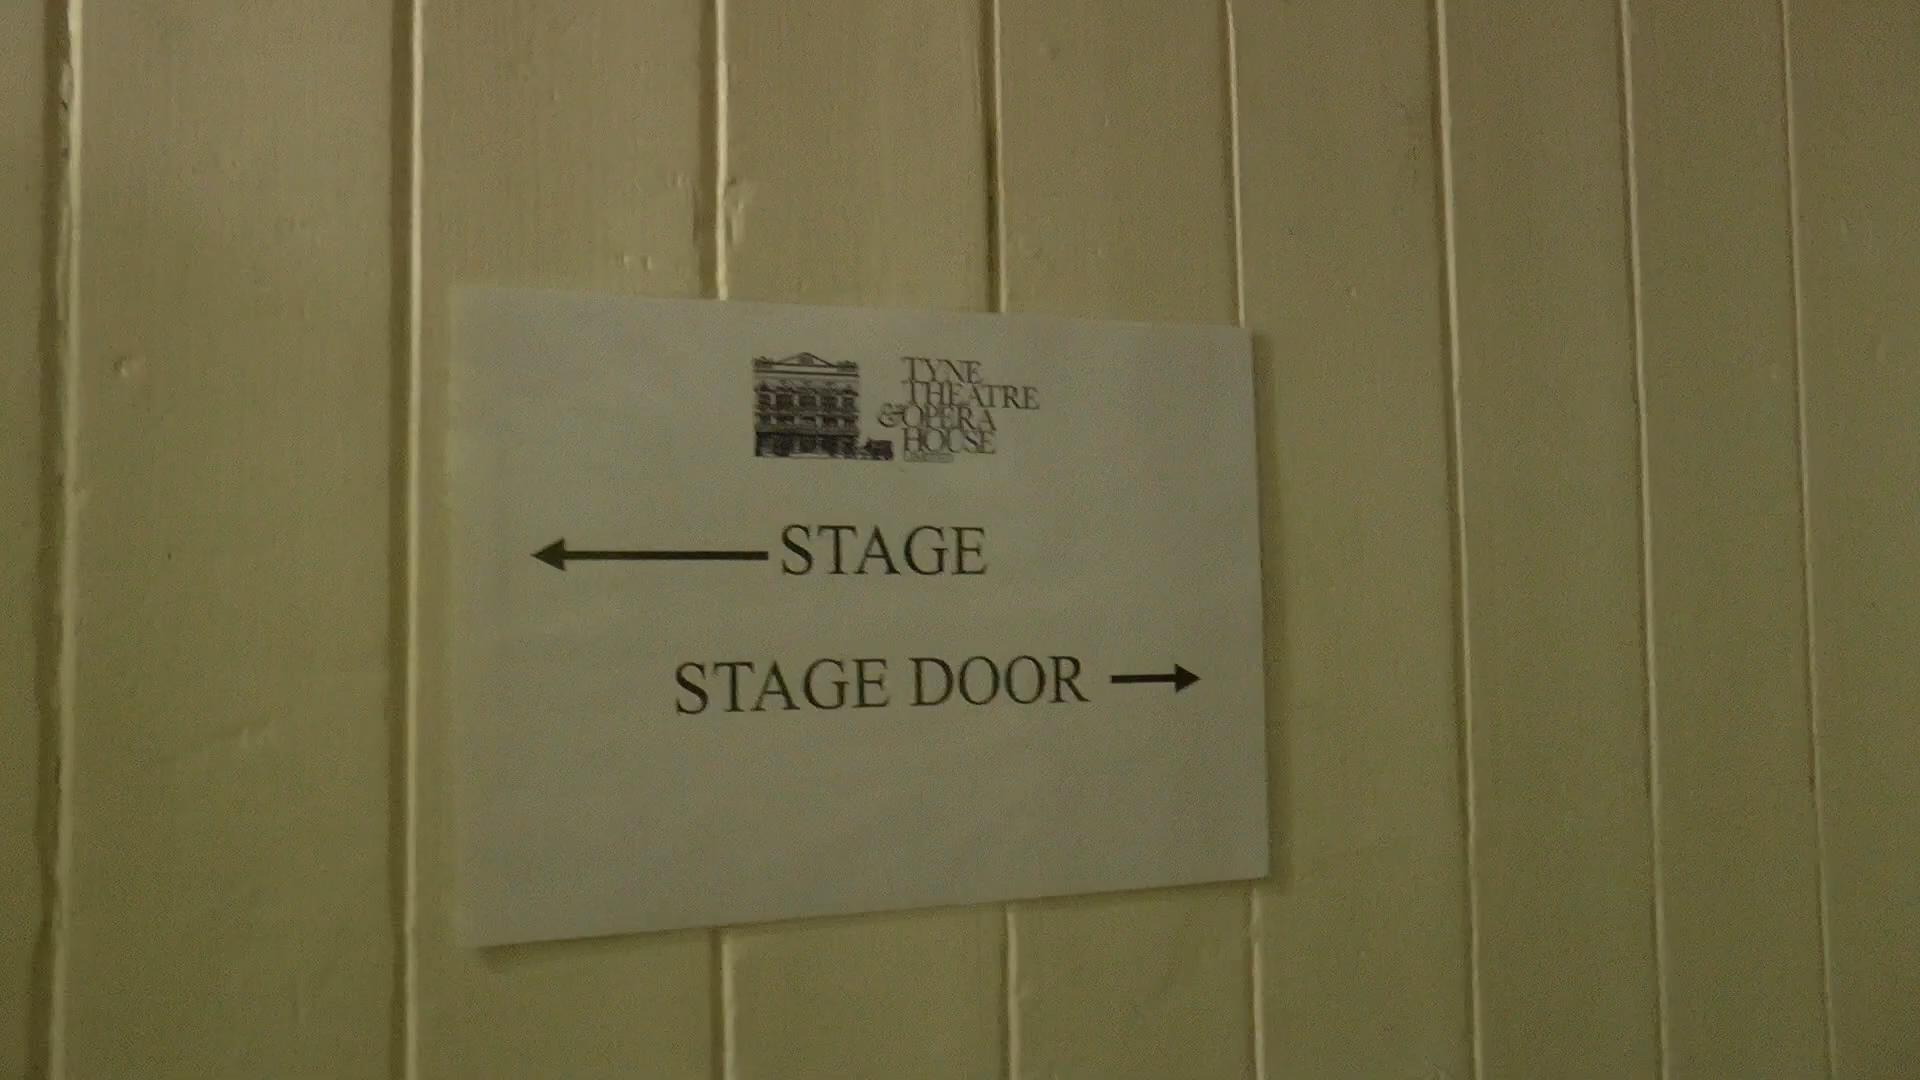 TYNE
THEATRE
& OPERA
HOUSE
STAGE
STAGE DOOR